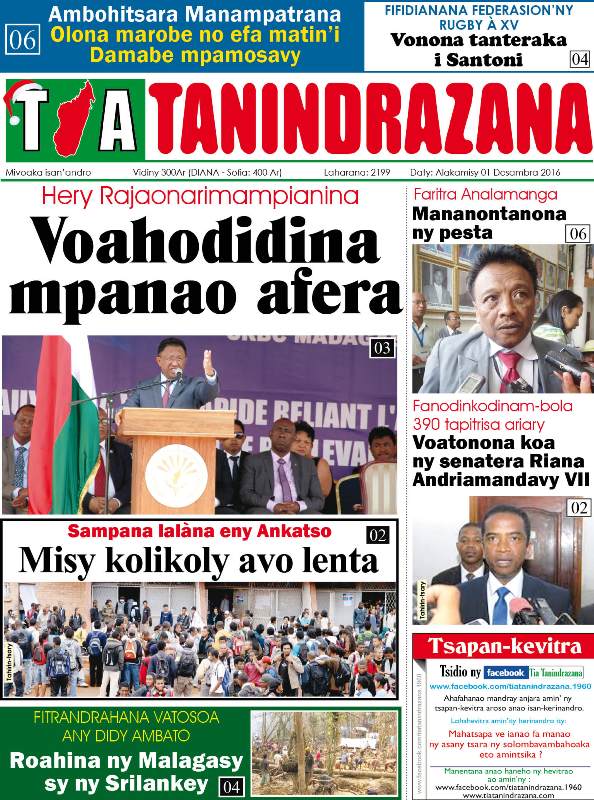 Ambohitsara Manampatrana
06
Olona marobe no efa matin'i
Damabe mpamosavy
FIFIDIANANA FEDERASION'NY
RUGBY À XV
Vonona tanteraka
i Santoni
04
TIA TANINDRAZANA
Mivoaka isan'andro
Vidiny 300Ar (DIANA - Sofia: 400 Ar)
Laharana: 2199
Daty: Alakamisy 01 Desambra 2016
Hery Rajaonarimampianina
Voahodidina
mpanao afera
03
Sampana lalàna eny Ankatso
02
Misy kolikoly avo lenta
Tahirin-tsary
FITRANDRAHANA VATOSOA
ANY DIDY AMBATO
Roahina ny Malagasy
sy ny Srilankey
04
Faritra Analamanga
Mananontanona
ny pesta
06
Fanodinkodinam-bola
390 tapitrisa ariary
Voatonona koa
ny senatera Riana
Andriamandavy VII
02
Tahirin-tsary
Tsapan-kevitra
Tsidio ny facebook Tia Tanindrazana
www.facebook.com/tiatanindrazana.1960
Ahafahanao mandray anjara amin' ny
tsapan-kevitra aroso anao isan-kerinandro.
Lohahevitra amin'ity herinandro ity:
Mahatsapa ve ianao fa manao
ny asany tsara ny solombavambahoaka
eto amintsika ?
Manentana anao haneho ny hevitrao
ao amin'ny :
www.facebook.com/tiatanindrazana.1960
www.tiatanindrazana.com